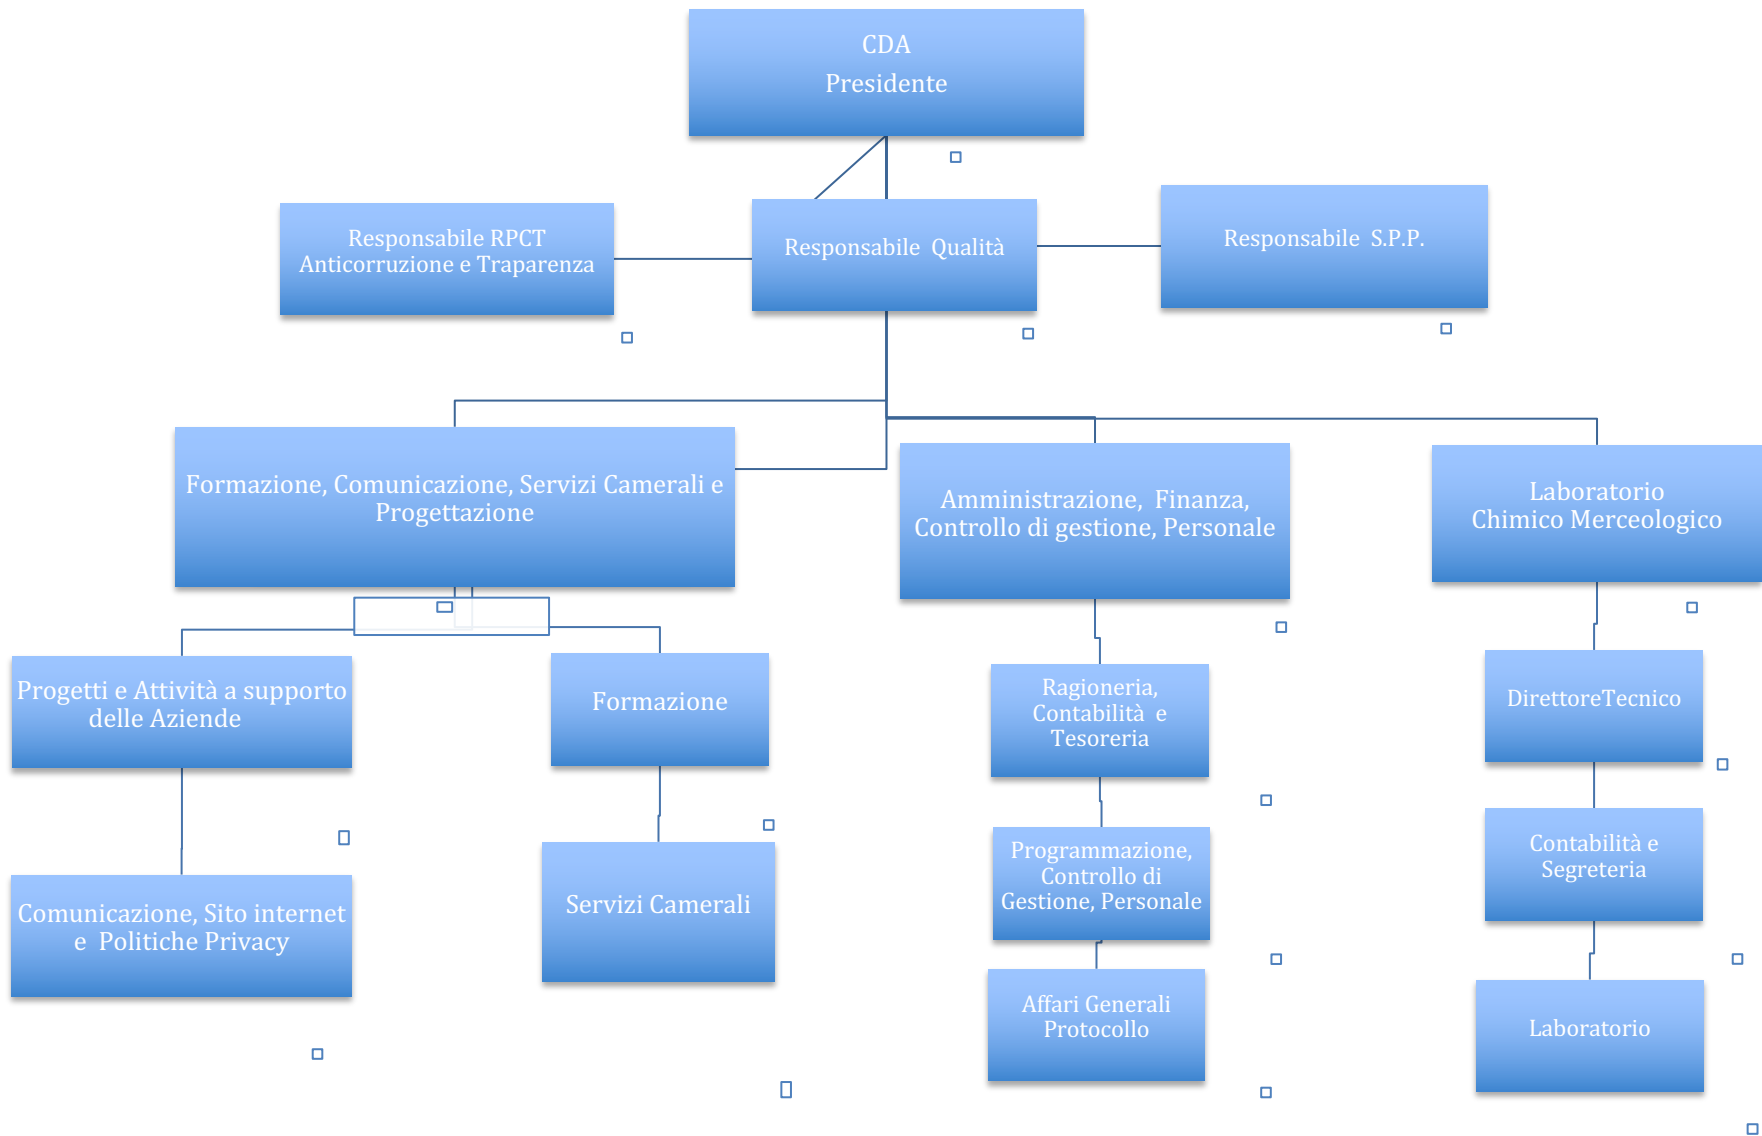 CDA
Presidente
Responsabile RPCT
Anticorruzione e Traparenza
Responsabile Qualità
Responsabile S.P.P.
Formazione, Comunicazione, Servizi Camerali e
Progettazione
Amministrazione, Finanza,
Controllo di gestione, Personale
Laboratorio
Chimico Merceologico
Progetti e Attività a supporto
delle Aziende
Formazione
Ragioneria,
Contabilità e
Tesoreria
DirettoreTecnico
Comunicazione, Sito internet
e Politiche Privacy
Servizi Camerali
Programmazione,
Controllo di
Gestione, Personale
Contabilità e
Segreteria
Affari Generali
Protocollo
Laboratorio